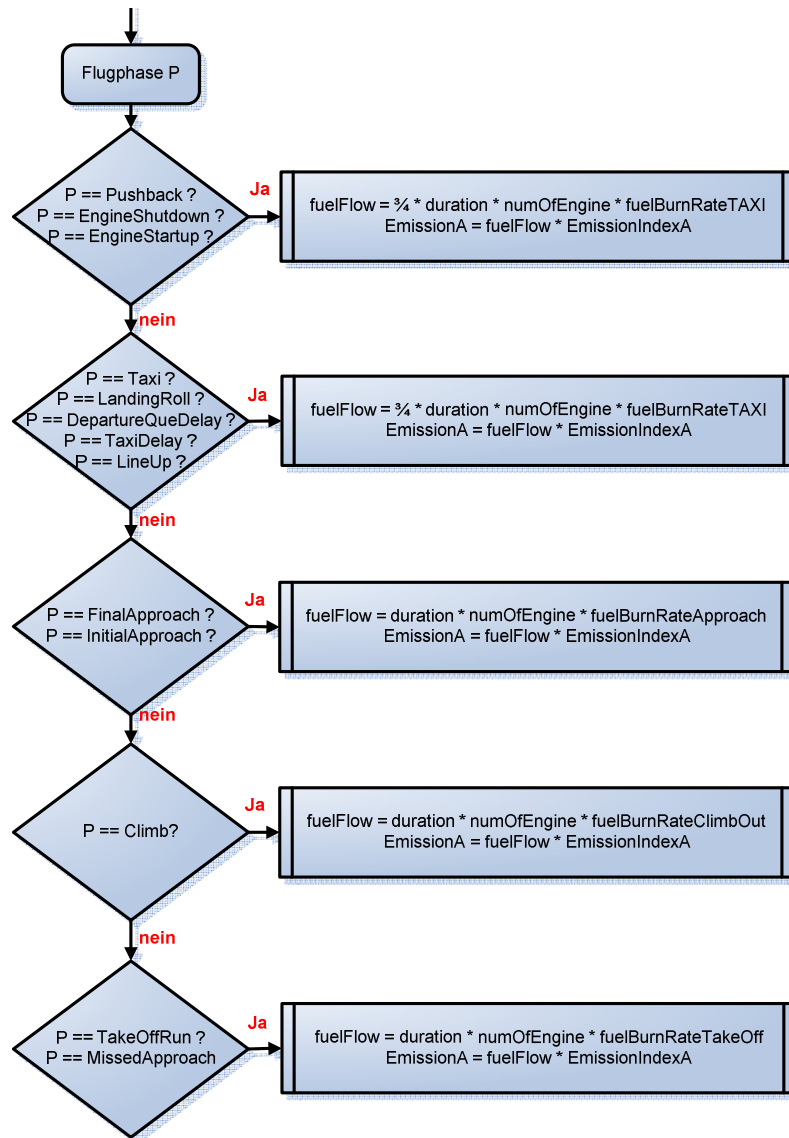 Flugphase P
P == Pushback ?
P == EngineShutdown ?
P == EngineStartup ?
Ja
fuelFlow = ¾ * duration * numOfEngine * fuelBurnRateTAXI
EmissionA = fuelFlow * EmissionIndexA
nein
P == Taxi ?
P == LandingRoll ?
P == DepartureQueDelay ?
P == TaxiDelay ?
P == LineUp ?
Ja
fuelFlow = ¾ * duration * numOfEngine * fuelBurnRateTAXI
EmissionA = fuelFlow * EmissionIndexA
nein
P == FinalApproach ?
P == InitialApproach ?
Ja
fuelFlow = duration * numOfEngine * fuelBurnRateApproach
EmissionA = fuelFlow * EmissionIndexA
nein
P == Climb?
Ja
fuelFlow = duration * numOfEngine * fuelBurnRateClimbOut
EmissionA = fuelFlow * EmissionIndexA
nein
P == TakeOffRun ?
P == MissedApproach
Ja
fuelFlow = duration * numOfEngine * fuelBurnRateTakeOff
EmissionA = fuelFlow * EmissionIndexA